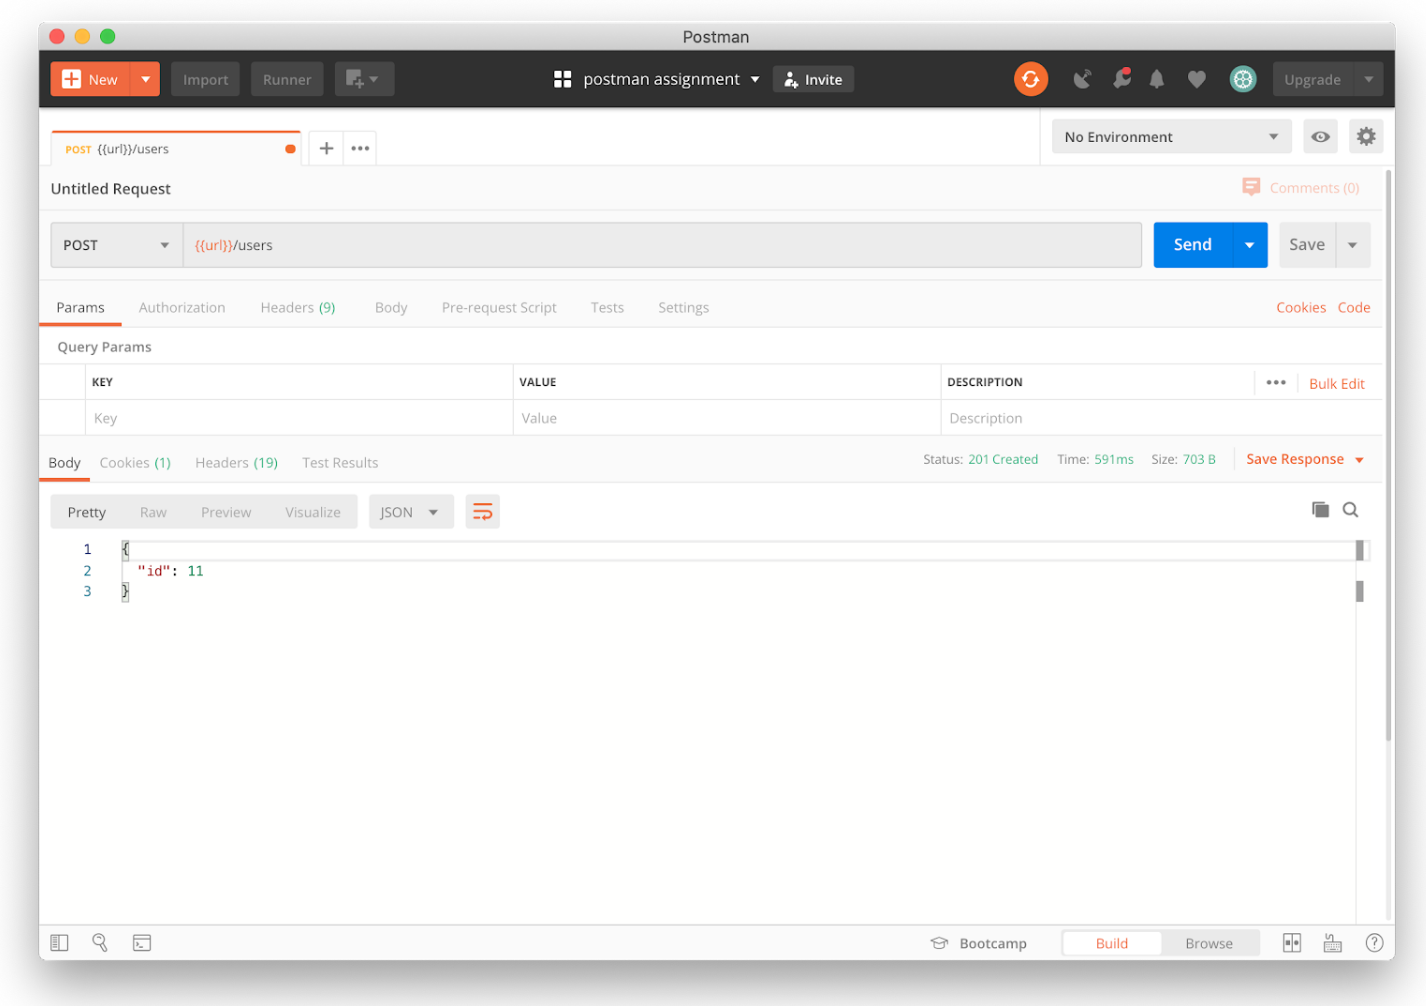 Postman
New Import Runner postman assignment Invite Upgrade
POST {{url}}/users No Environment
Untitled Request Comments (0)
POST {{url}}/users Send Save
Params Authorization Headers (9) Body Pre-request Script Tests Settings Cookies Code
Query Params
KEY VALUE DESCRIPTION Bulk Edit
Key Value Description
Body Cookies (1) Headers (19) Test Results Status: 201 Created Time: 591ms Size: 703 B Save Response
Pretty Raw Preview Visualize JSON
1 {
2 "id": 11
3 }
Bootcamp Build Browse